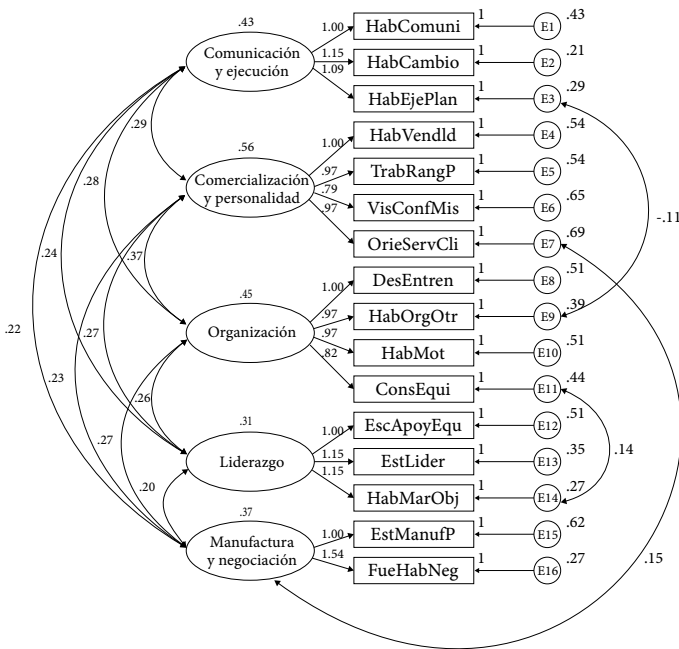 .43
Comunicación
y ejecución
1.00
1.15
1.09
HabComuni
1
E1
.43
HabCambio
1
E2
.21
HabEjePlan
1
E3
.29
.29
.28
.24
.22
.56
Comercialización
y personalidad
1.00
.97
.79
.97
HabVendId
1
E4
.54
TrabRangP
1
E5
.54
VisConfMis
1
E6
.65
OrieServCli
1
E7
.69
-.11
.37
.27
.23
.45
Organización
1.00
.97
.97
.82
DesEntren
1
E8
.51
HabOrgOtr
1
E9
.39
HabMot
1
E10
.51
ConsEqui
1
E11
.44
.26
.27
.31
Liderazgo
1.00
1.15
1.15
EscApoyEqu
1
E12
.51
EstLider
1
E13
.35
HabMarObj
1
E14
.27
.14
.20
.37
Manufactura
y negociación
1.00
1.54
EstManufP
1
E15
.62
FueHabNeg
1
E16
.27
.15